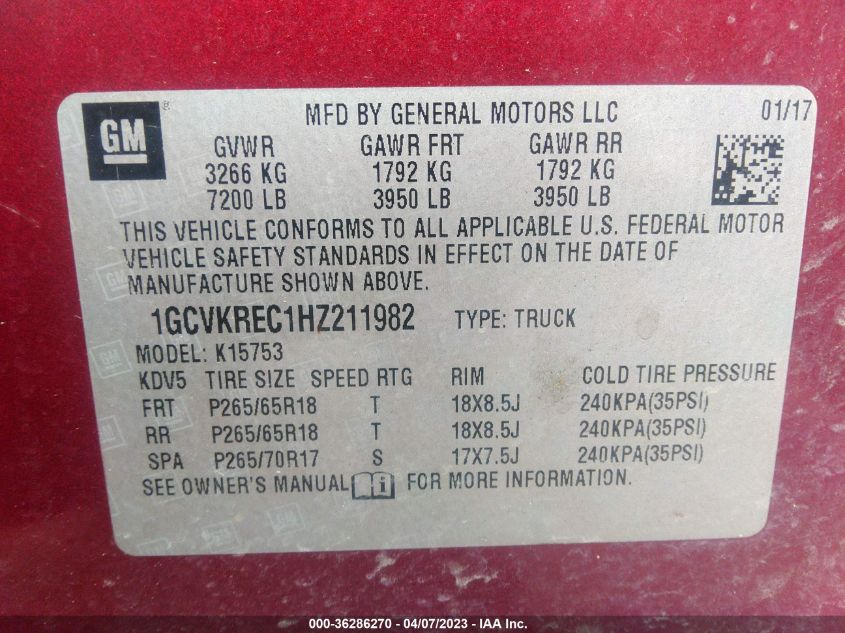 GM
®
MFD BY GENERAL MOTORS LLC 01/17
GVWR GAWR FRT GAWR RR
3266 KG 1792 KG 1792 KG
7200 LB 3950 LB 3950 LB
THIS VEHICLE CONFORMS TO ALL APPLICABLE U.S. FEDERAL MOTOR
VEHICLE SAFETY STANDARDS IN EFFECT ON THE DATE OF
MANUFACTURE SHOWN ABOVE.
1GCVKREC1HZ211982 TYPE: TRUCK
MODEL: K15753
KDV5 TIRE SIZE SPEED RTG RIM COLD TIRE PRESSURE
FRT P265/65R18 T 18X8.5J 240KPA(35PSI)
RR P265/65R18 T 18X8.5J 240KPA(35PSI)
SPA P265/70R17 S 17X7.5J 240KPA(35PSI)
SEE OWNER'S MANUAL FOR MORE INFORMATION.
000-36286270 - 04/07/2023 - IAA Inc.